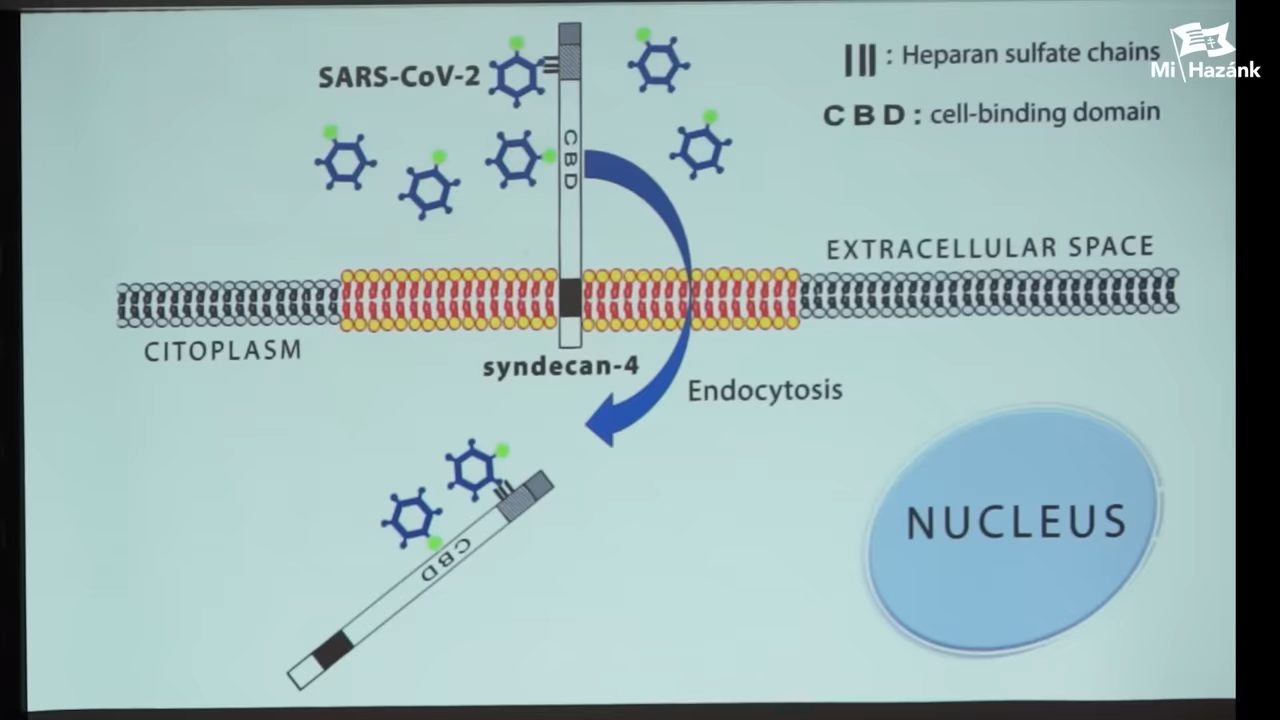 SARS-CoV-2
: Heparan sulfate chains
Mi Hazánk
CBD : cell-binding domain
CBD
EXTRACELLULAR SPACE
CITOPLASM
syndecan-4
Endocytosis
CBD
NUCLEUS